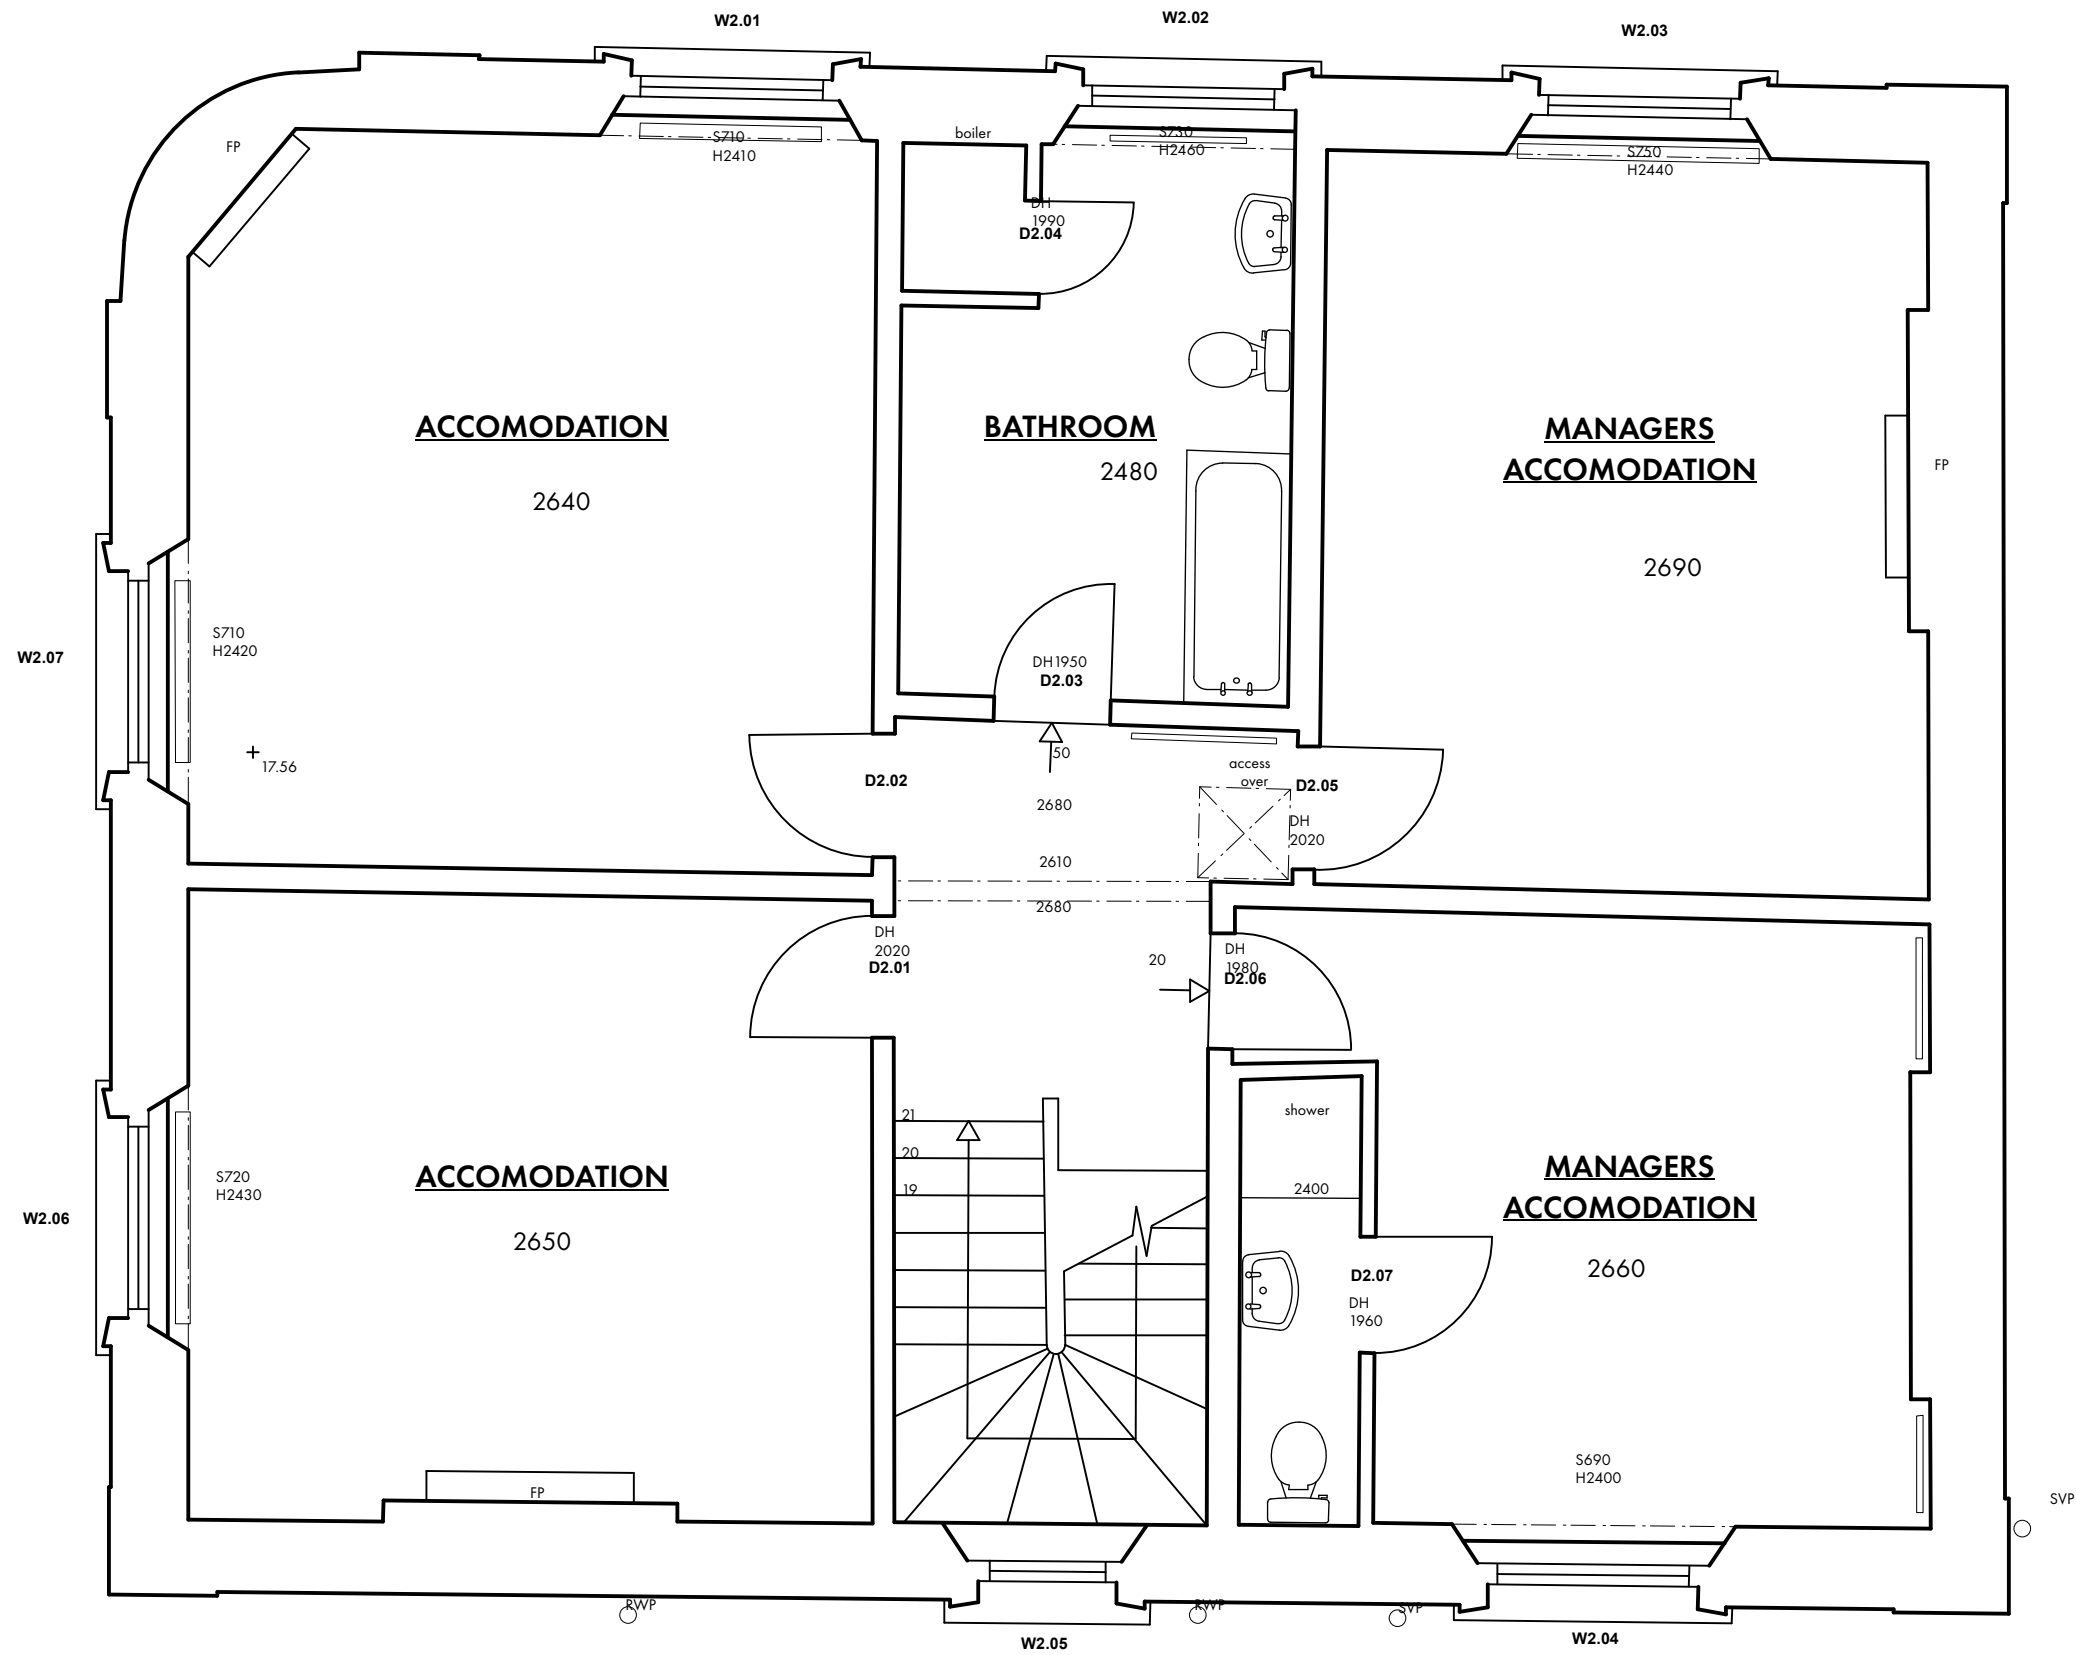 W2.01
W2.02
W2.03
FP
S710
H2410
boiler
S730
H2460
S750
H2440
DH
1990
D2.04
ACCOMODATION
2640
BATHROOM
2480
MANAGERS
ACCOMODATION
2690
FP
W2.07
S710
H2420
17.56
DH1950
D2.03
50
D2.02
access
over
D2.05
2680
DH
2020
2610
2680
DH
2020
D2.01
20
DH
1980
D2.06
21
20
19
shower
2400
W2.06
S720
H2430
ACCOMODATION
2650
MANAGERS
ACCOMODATION
2660
D2.07
DH
1960
S690
H2400
FP
SVP
RWP
RWP
SVP
W2.05
W2.04